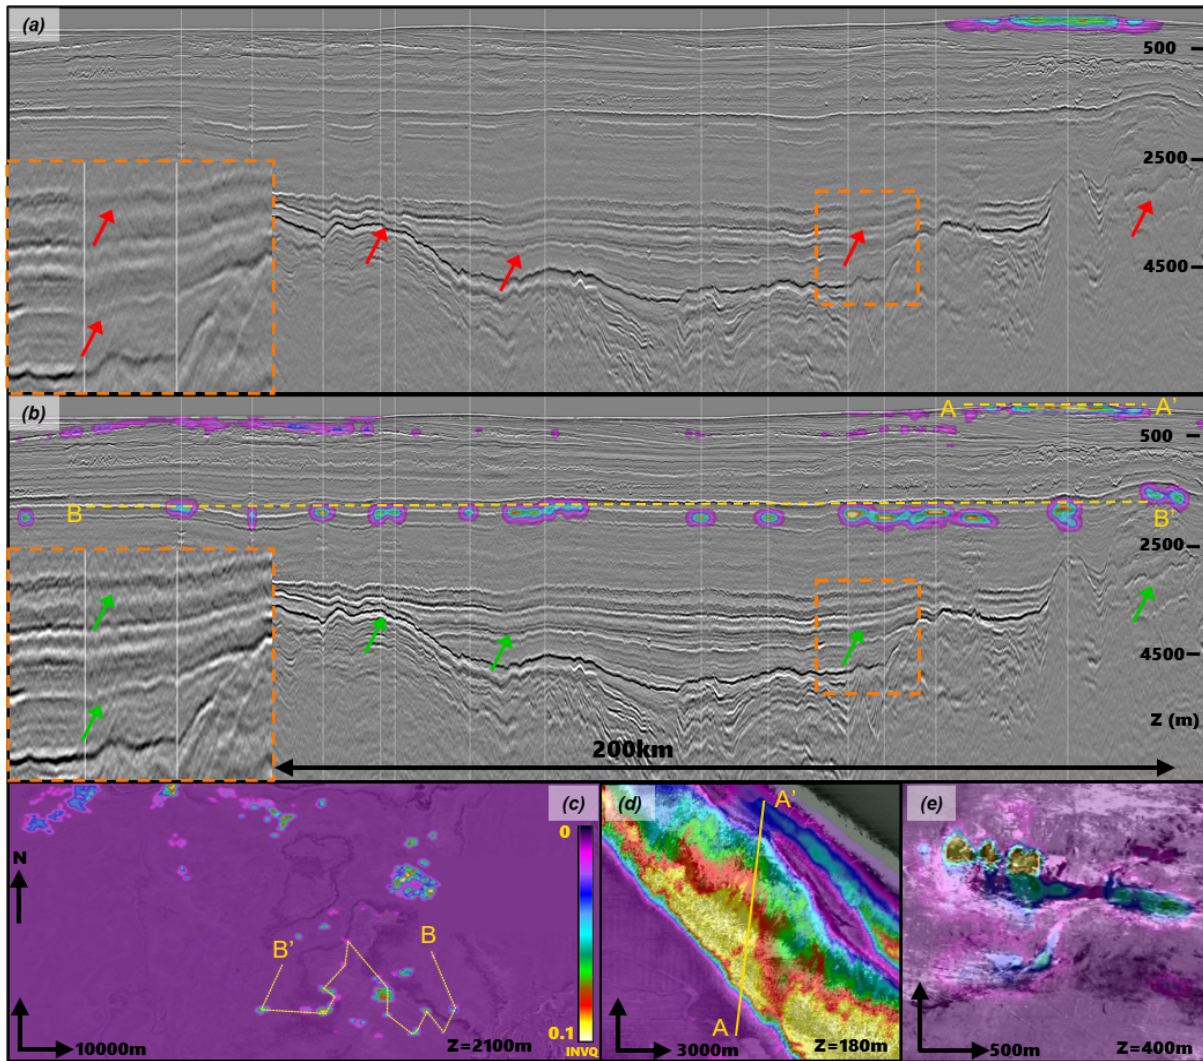 (a)
500
2500
4500
(b)
A
A'
500
B
B'
2500
4500
Z (m)
200km
(c)
0
N
B'
B
0.1
INVQ
10000m
Z=2100m
(d)
A'
A
3000m
Z=180m
(e)
500m
Z=400m